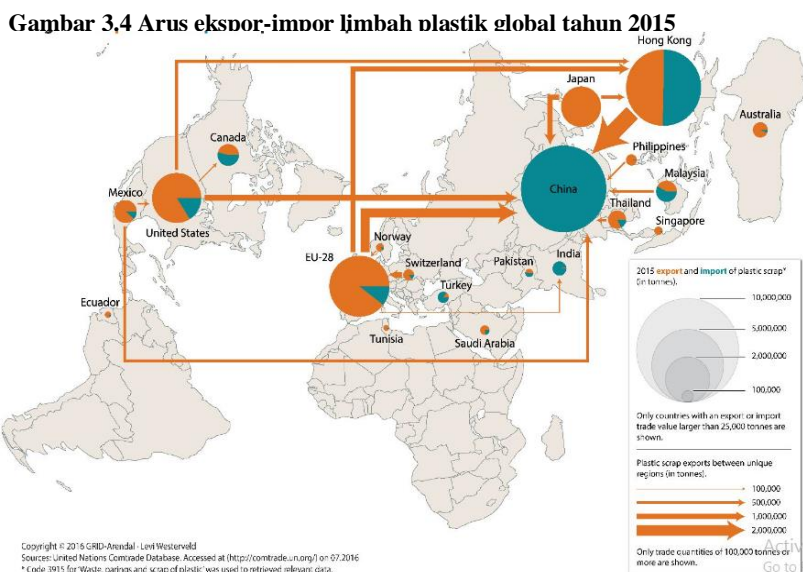 Gambar 3.4 Arus ekspor-impor limbah plastik global tahun 2015
Hong Kong
Japan
Australia
Canada
Philippines
China
Malaysia
Mexico
Thailand
United States
Singapore
Norway
EU-28
Switzerland
Pakistan
India
Turkey
Ecuador
Tunisia
Saudi Arabia
2015 export and import of plastic scrap*
(in tonnes).
10,000,000
5,000,000
2,000,000
100,000
Only countries with an export or import
trade value larger than 25,000 tonnes are
shown.
Plastic scrap exports between unique
regions (in tonnes).
100,000
500,000
1,000,000
2,000,000
Only trade quantities of 100,000 tonnes or
more are shown.
Activ
Go to
Copyright © 2016 GRID-Arendal - Levi Westerveld
Sources: United Nations Comtrade Database. Accessed at (http://comtrade.un.org/) on 07.2016
* Code 3915 for 'Waste, parings and scrap of plastic' was used to retrieved relevant data.